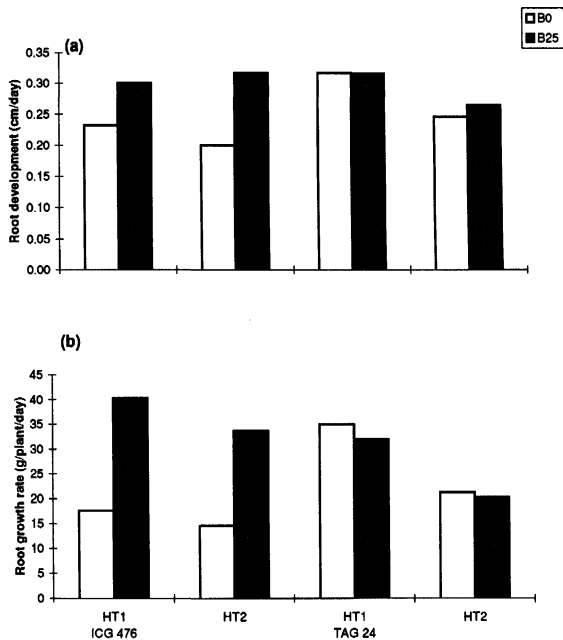 B0
B25
(a)
Root development (cm/day)
0.35
0.30
0.25
0.20
0.15
0.10
0.05
0.00
(b)
Root growth rate (g/plant/day)
45
40
35
30
25
20
15
10
5
0
HT1 HT2 HT1 HT2
ICG 476 TAG 24